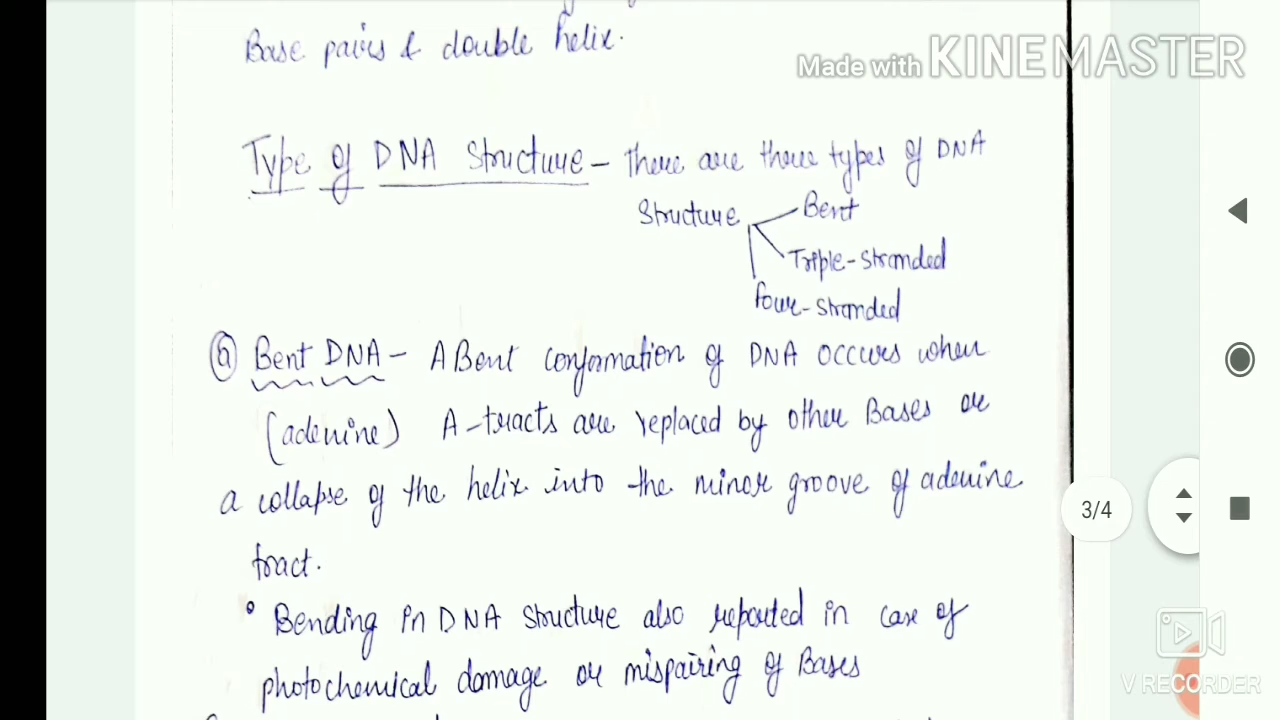 Base pairs & double helix.
Made with KINEMASTER
Type of DNA Structure - There are three types of DNA
Structure
Bent
Triple-stranded
Four-stranded
(a) Bent DNA - A Bent conformation of DNA occurs when
(adenine) A-tracts are replaced by other Bases or
a collapse of the helix into the minor groove of adenine
tract.
3/4
• Bending in DNA structure also reported in case of
photochemical damage or mispairing of Bases
V RECORDER